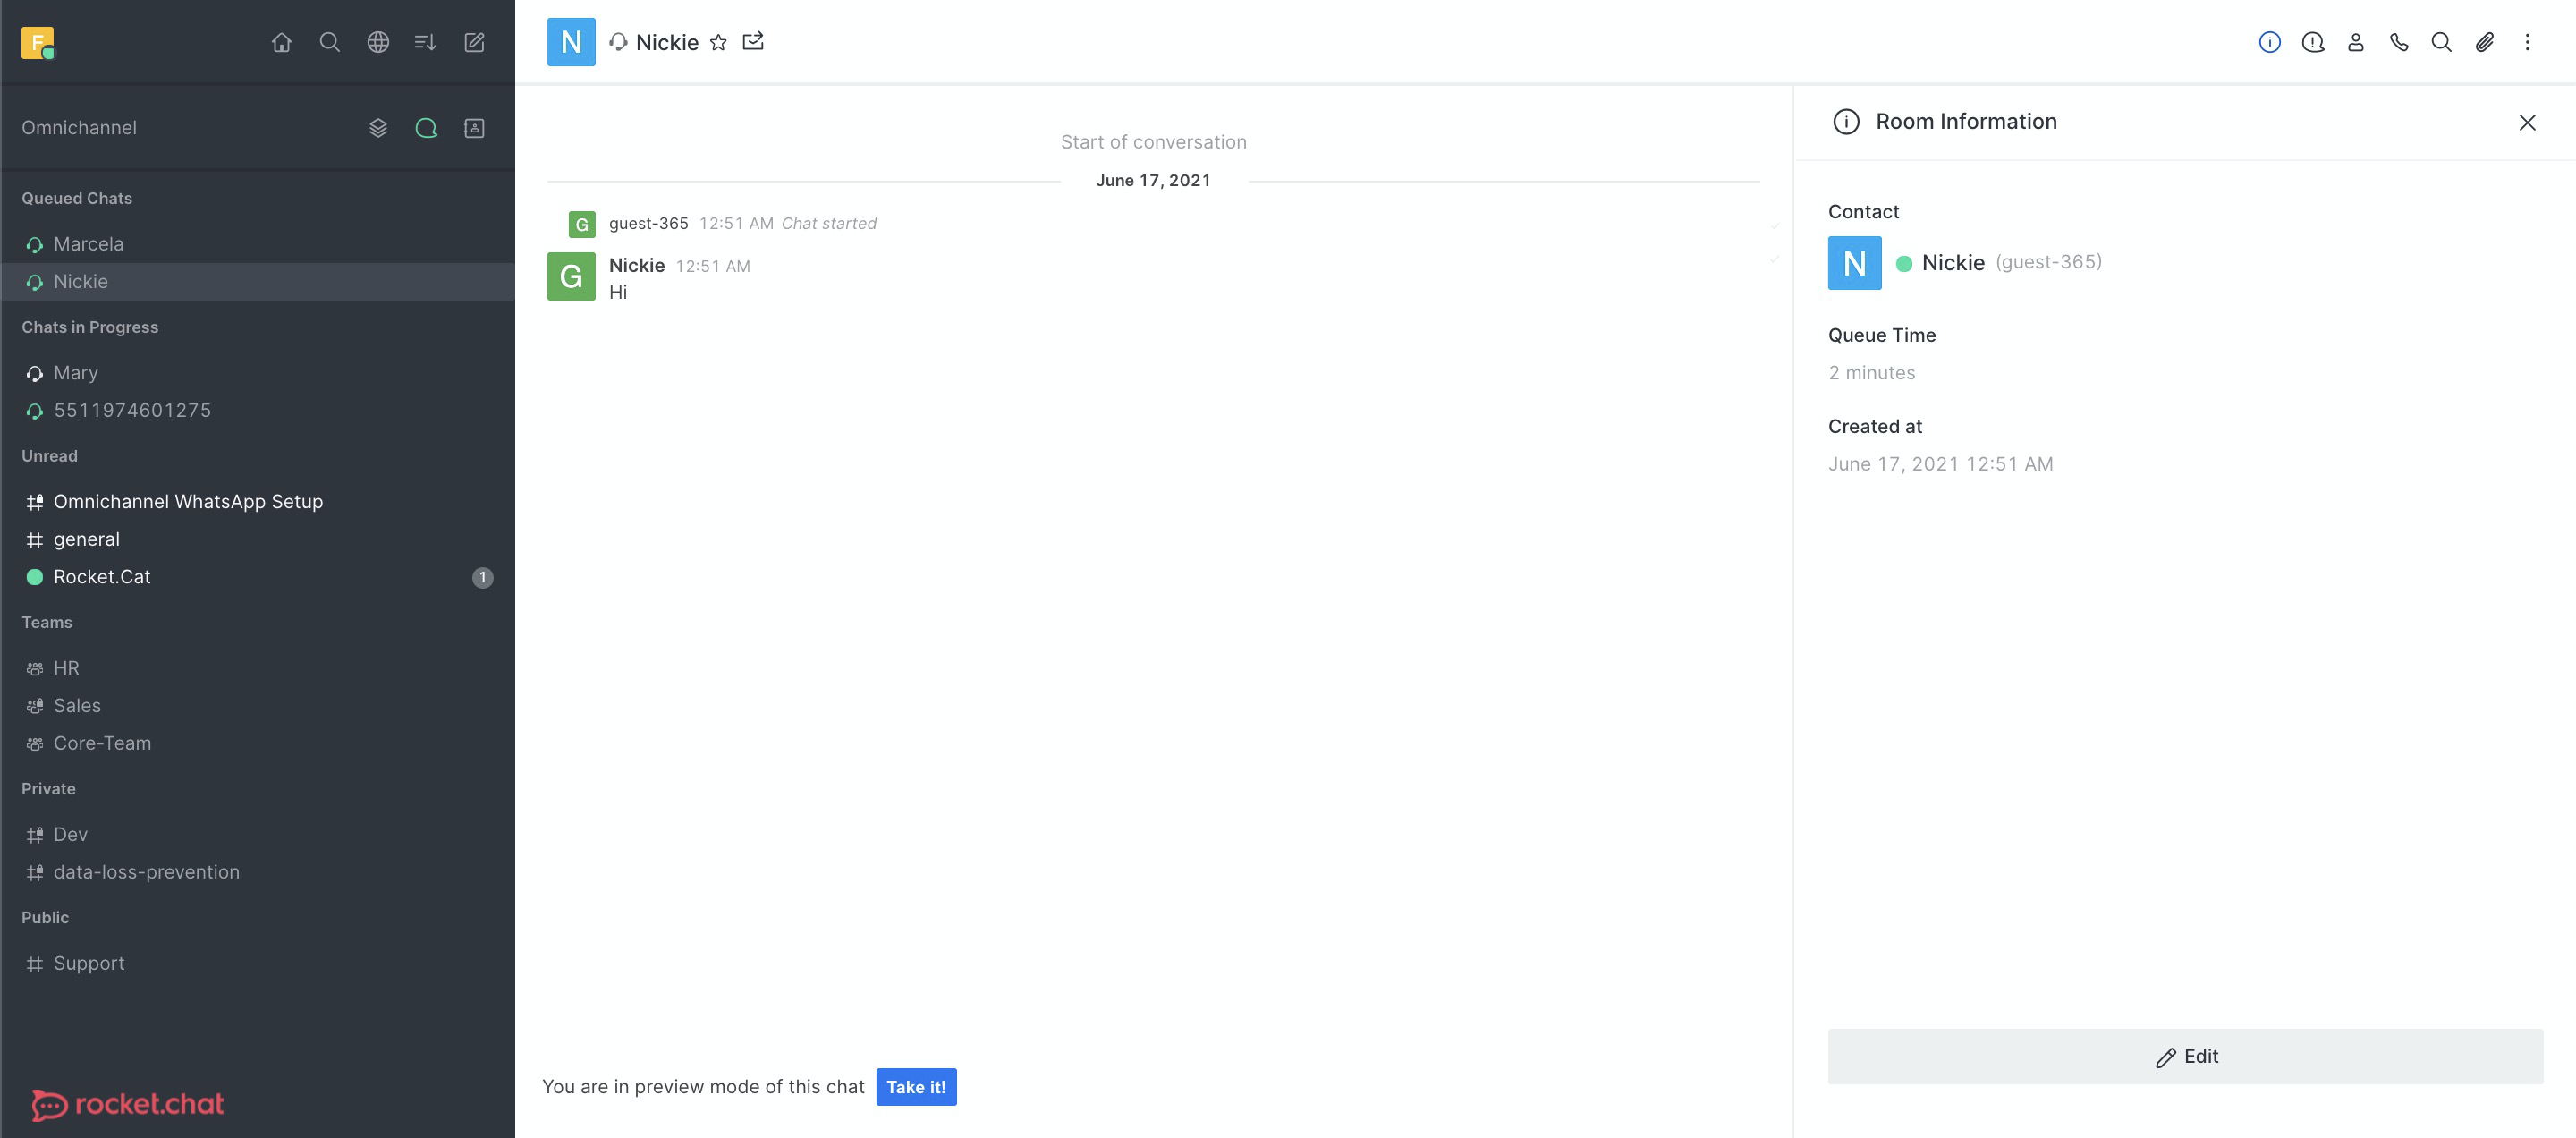 F
Omnichannel
Queued Chats
Marcela
Nickie
Chats in Progress
Mary
5511974601275
Unread
Omnichannel WhatsApp Setup
general
Rocket.Cat 1
Teams
HR
Sales
Core-Team
Private
Dev
data-loss-prevention
Public
Support
rocket.chat
N Nickie
Start of conversation
June 17, 2021
G guest-365 12:51 AM Chat started
G Nickie 12:51 AM
Hi
You are in preview mode of this chat Take it!
Room Information
Contact
N Nickie (guest-365)
Queue Time
2 minutes
Created at
June 17, 2021 12:51 AM
Edit